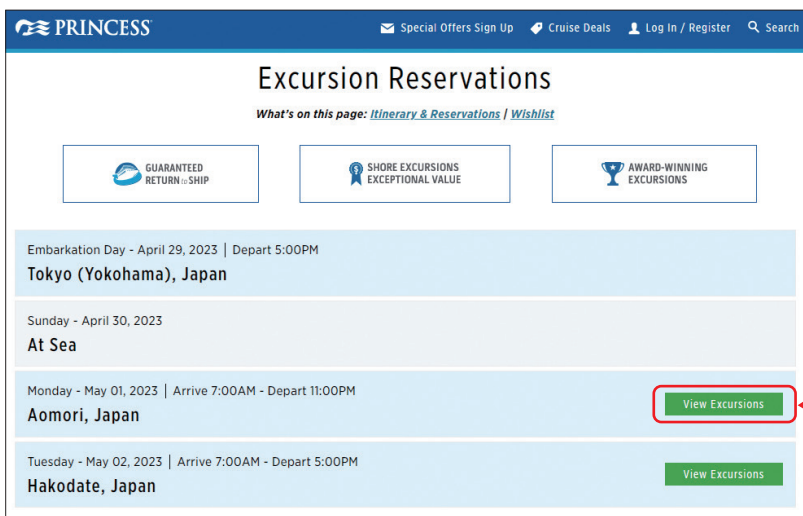 PRINCESS
Special Offers Sign Up Cruise Deals Log In / Register Search
Excursion Reservations
What's on this page: Itinerary & Reservations | Wishlist
GUARANTEED
RETURN to SHIP
SHORE EXCURSIONS
EXCEPTIONAL VALUE
AWARD-WINNING
EXCURSIONS
Embarkation Day - April 29, 2023 | Depart 5:00PM
Tokyo (Yokohama), Japan
Sunday - April 30, 2023
At Sea
Monday - May 01, 2023 | Arrive 7:00AM - Depart 11:00PM
Aomori, Japan
View Excursions
Tuesday - May 02, 2023 | Arrive 7:00AM - Depart 5:00PM
Hakodate, Japan
View Excursions